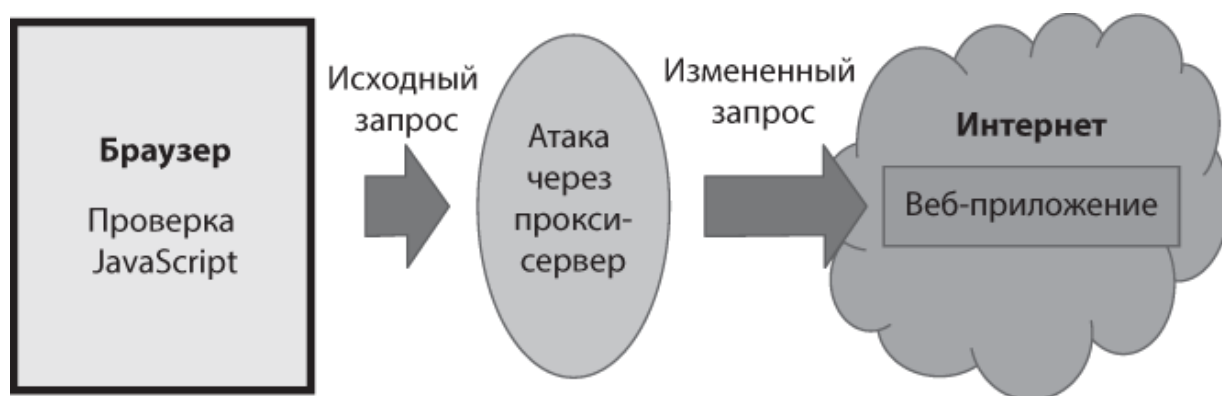 Браузер
Проверка
JavaScript
Исходный
запрос
Атака
через
прокси-
сервер
Измененный
запрос
Интернет
Веб-приложение